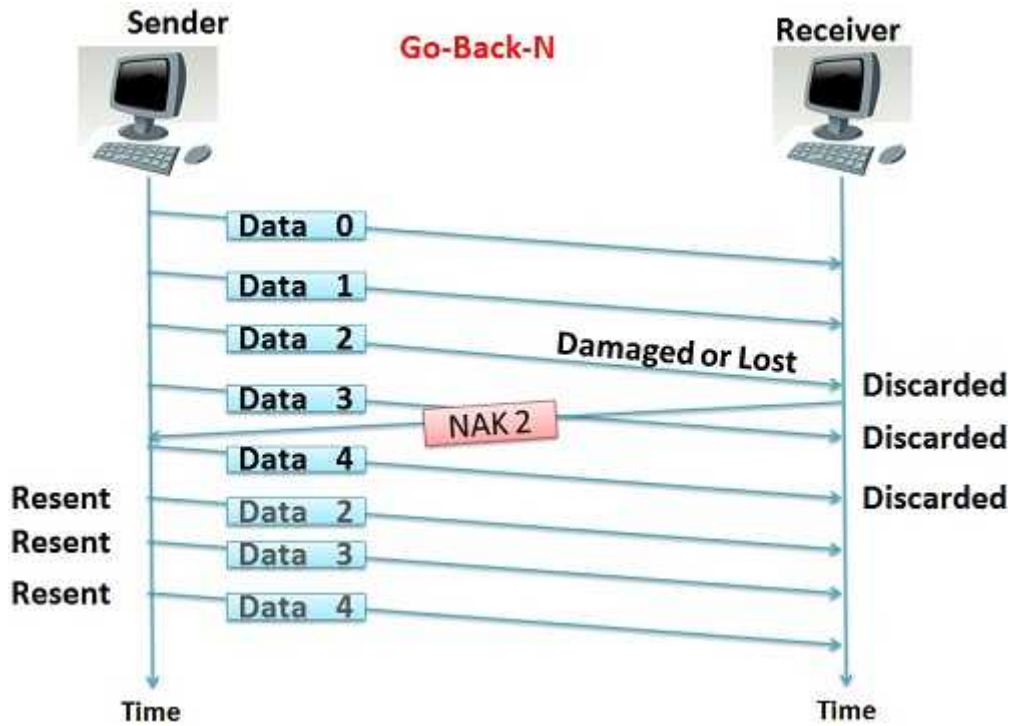 Sender
Go-Back-N
Receiver
Data 0
Data 1
Data 2
Damaged or Lost
Discarded
Data 3
NAK 2
Discarded
Data 4
Discarded
Resent
Data 2
Resent
Data 3
Resent
Data 4
Time
Time